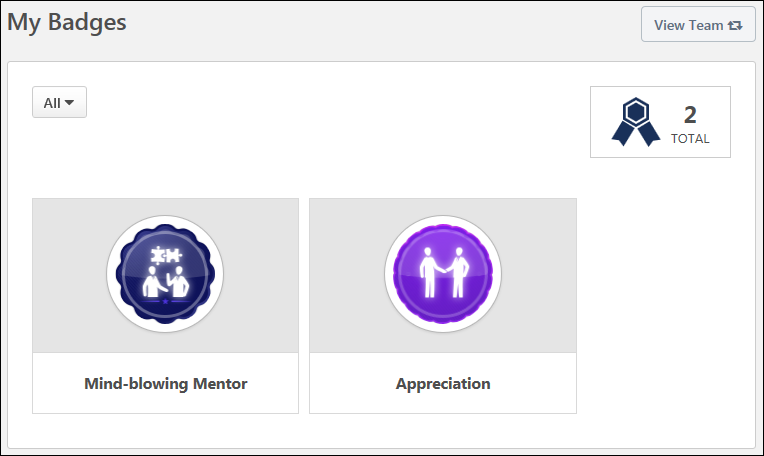 My Badges
View Team
All
2
TOTAL
Mind-blowing Mentor
Appreciation